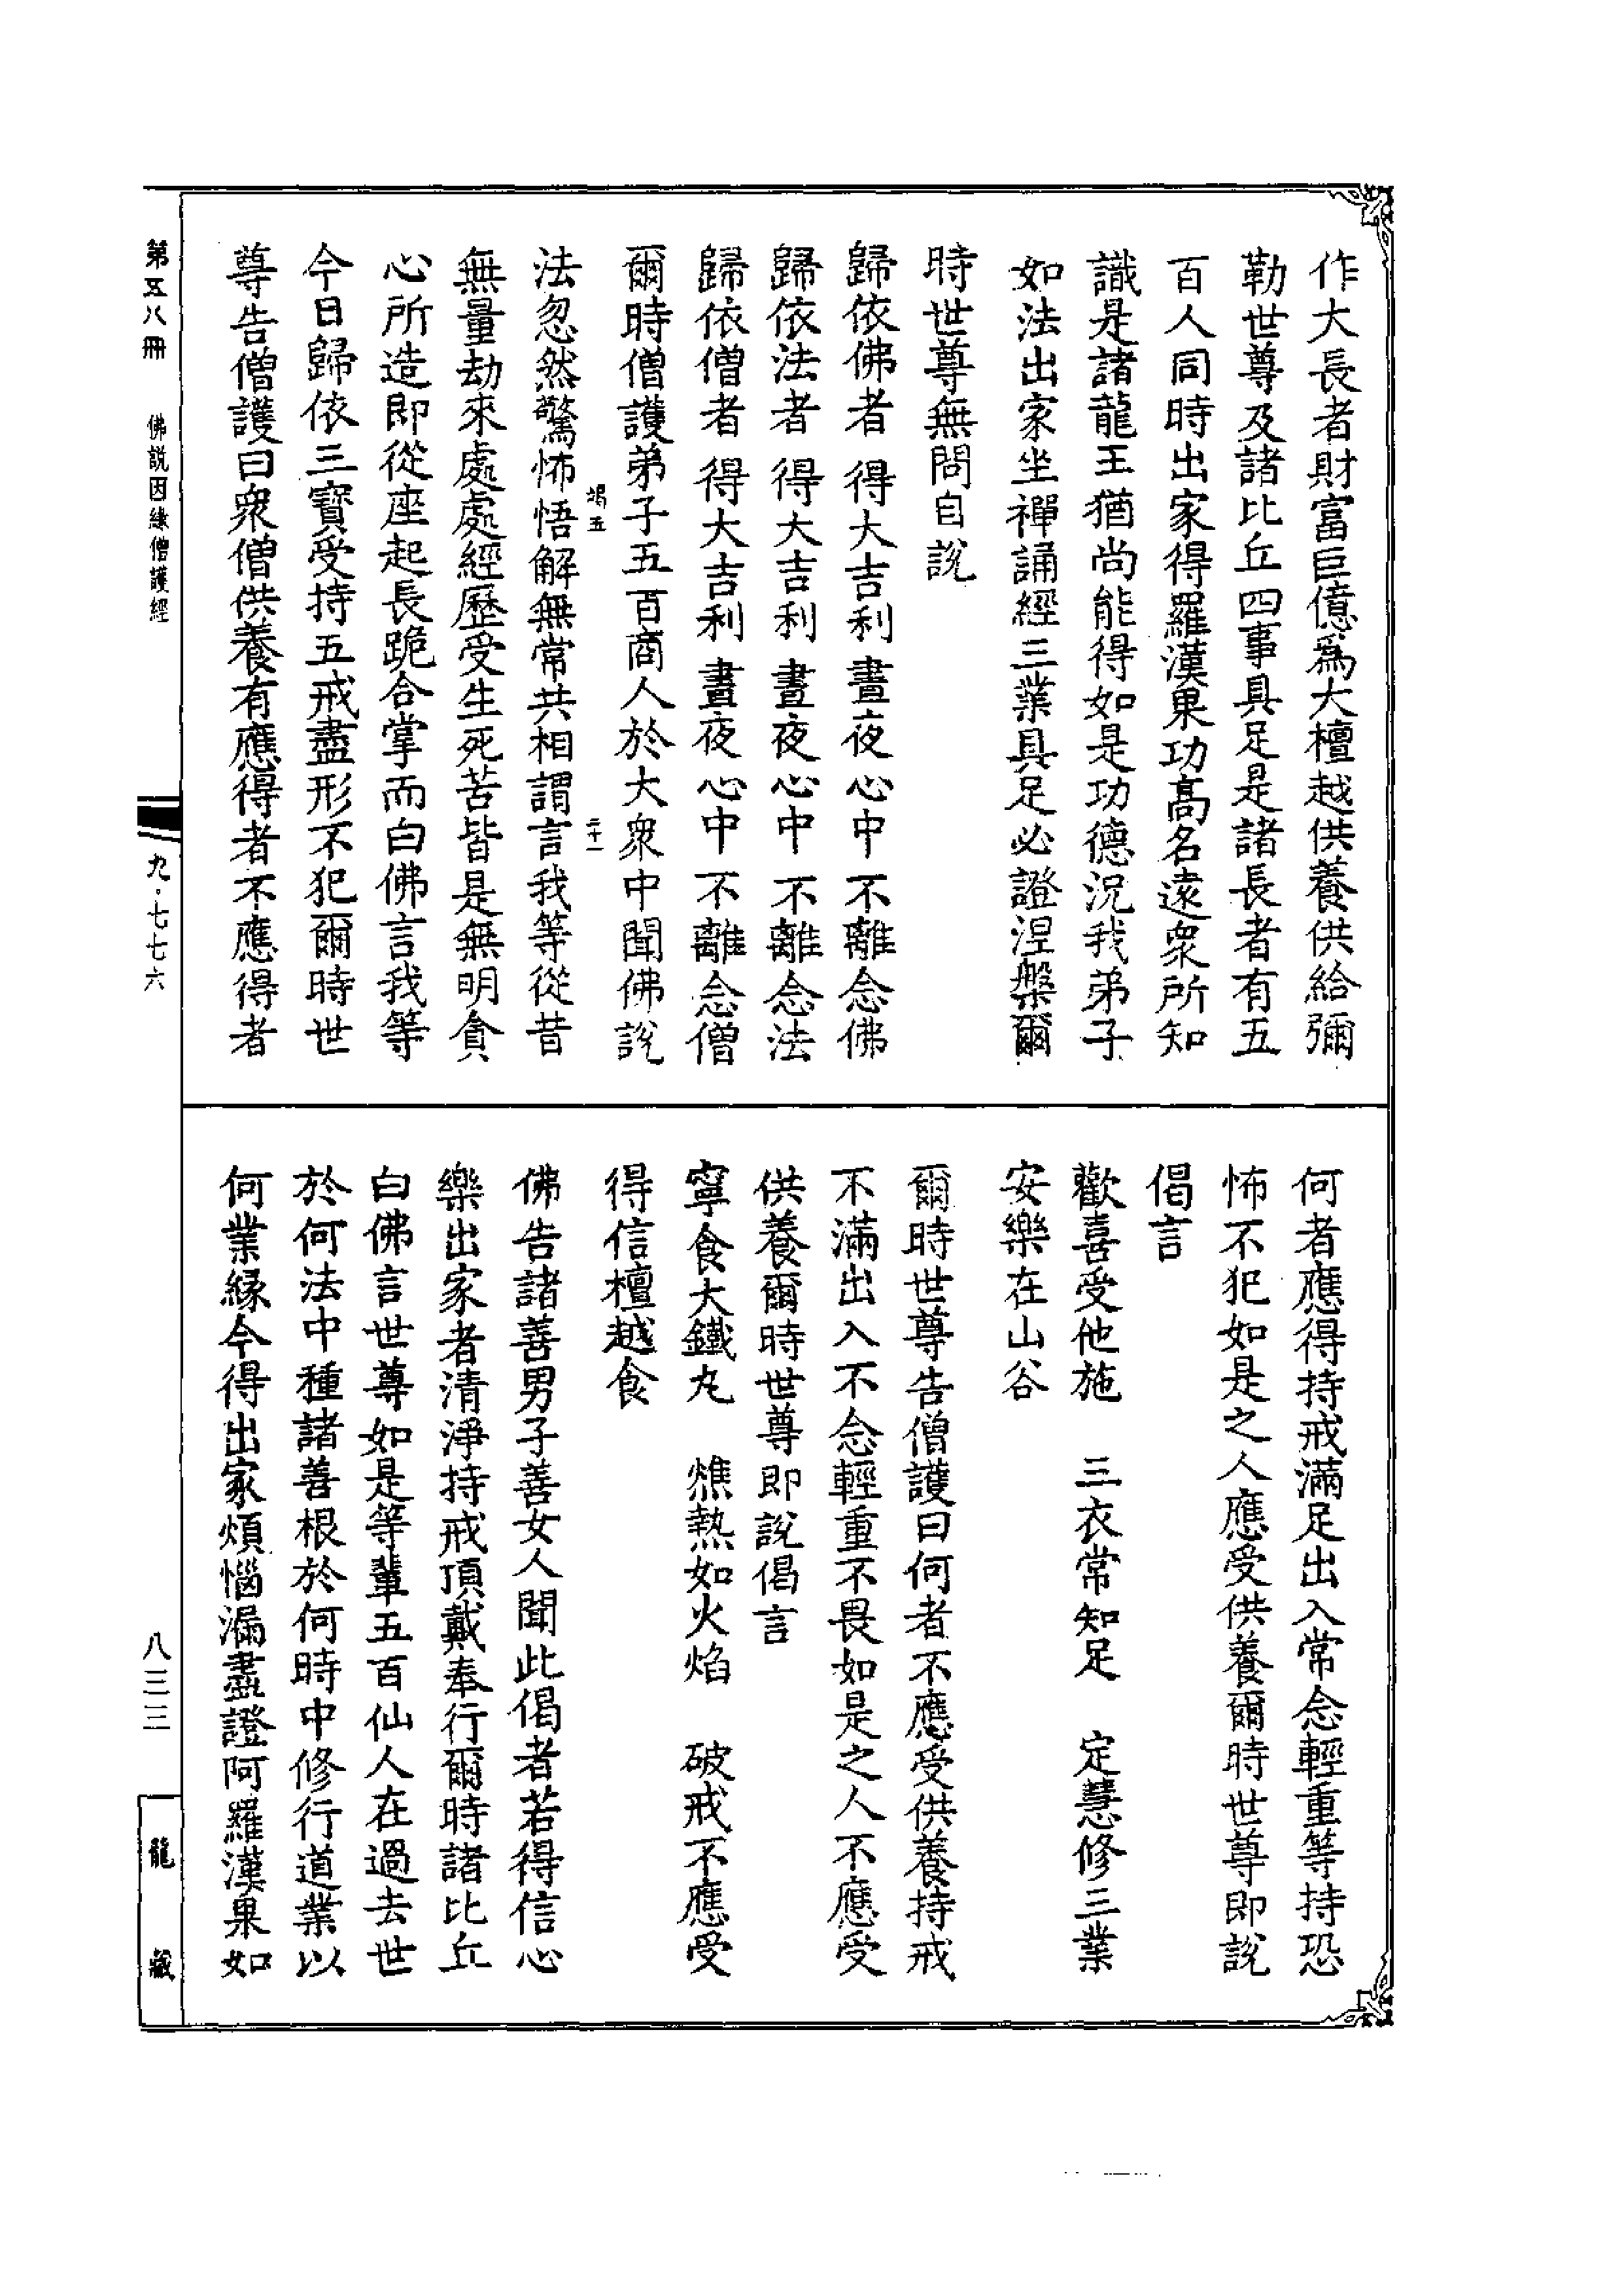 作大長者財富巨億爲大檀越供養供給彌
勒世尊及諸比丘四事具足是諸長者有五
百人同時出家得羅漢果功高名遠衆所知
識是諸龍王猶尚能得如是功德況我弟子
如法出家坐禪誦經三業具足必證涅槃爾
時世尊無問自說
歸依佛者 得大吉利 晝夜心中 不離念佛
歸依法者 得大吉利 晝夜心中 不離念法
歸依僧者 得大吉利 晝夜心中 不離念僧
爾時僧護弟子五百商人於大衆中聞佛說
竭五 二十一
法忽然驚怖悟解無常共相謂言我等從昔
無量劫來處處經歷受生死苦皆是無明貪
心所造即從座起長跪合掌而白佛言我等
今日歸依三寶受持五戒盡形不犯爾時世
尊告僧護曰衆僧供養有應得者不應得者
何者應得持戒滿足出入常念輕重等持恐
怖不犯如是之人應受供養爾時世尊即說
偈言
歡喜受他施 三衣常知足 定慧修三業
安樂在山谷
爾時世尊告僧護曰何者不應受供養持戒
不滿出入不念輕重不畏如是之人不應受
供養爾時世尊即說偈言
寧食大鐵丸 燋熱如火焰 破戒不應受
得信檀越食
佛告諸善男子善女人聞此偈者若得信心
樂出家者清淨持戒頂戴奉行爾時諸比丘
白佛言世尊如是等輩五百仙人在過去世
於何法中種諸善根於何時中修行道業以
何業緣今得出家煩惱漏盡證阿羅漢果如
第五八冊 佛説因緣僧護經 九·七七六 八三三 龍藏